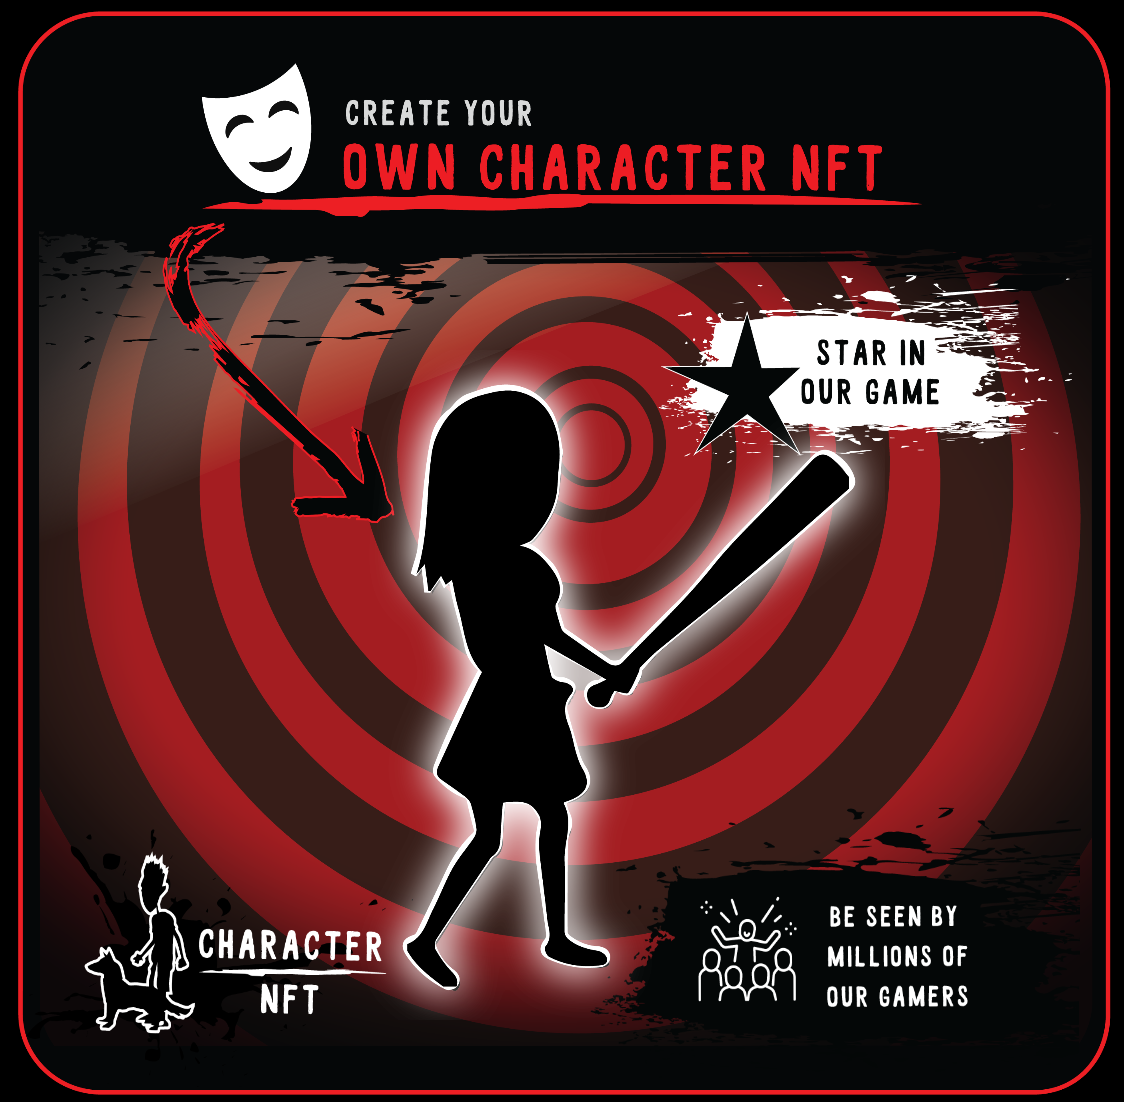 CREATE YOUR
OWN CHARACTER NFT
STAR IN
OUR GAME
CHARACTER
NFT
BE SEEN BY
MILLIONS OF
OUR GAMERS